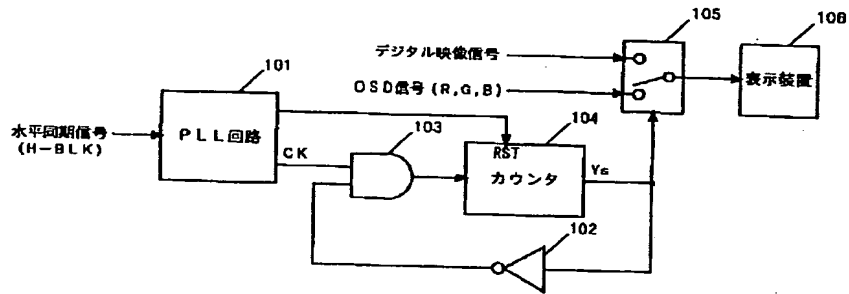 105
106
デジタル映像信号
101
OSD信号(R,G,B)
表示装置
103
104
水平同期信号
(H-BLK)
PLL回路
CK
RST
カウンタ
Ys
102